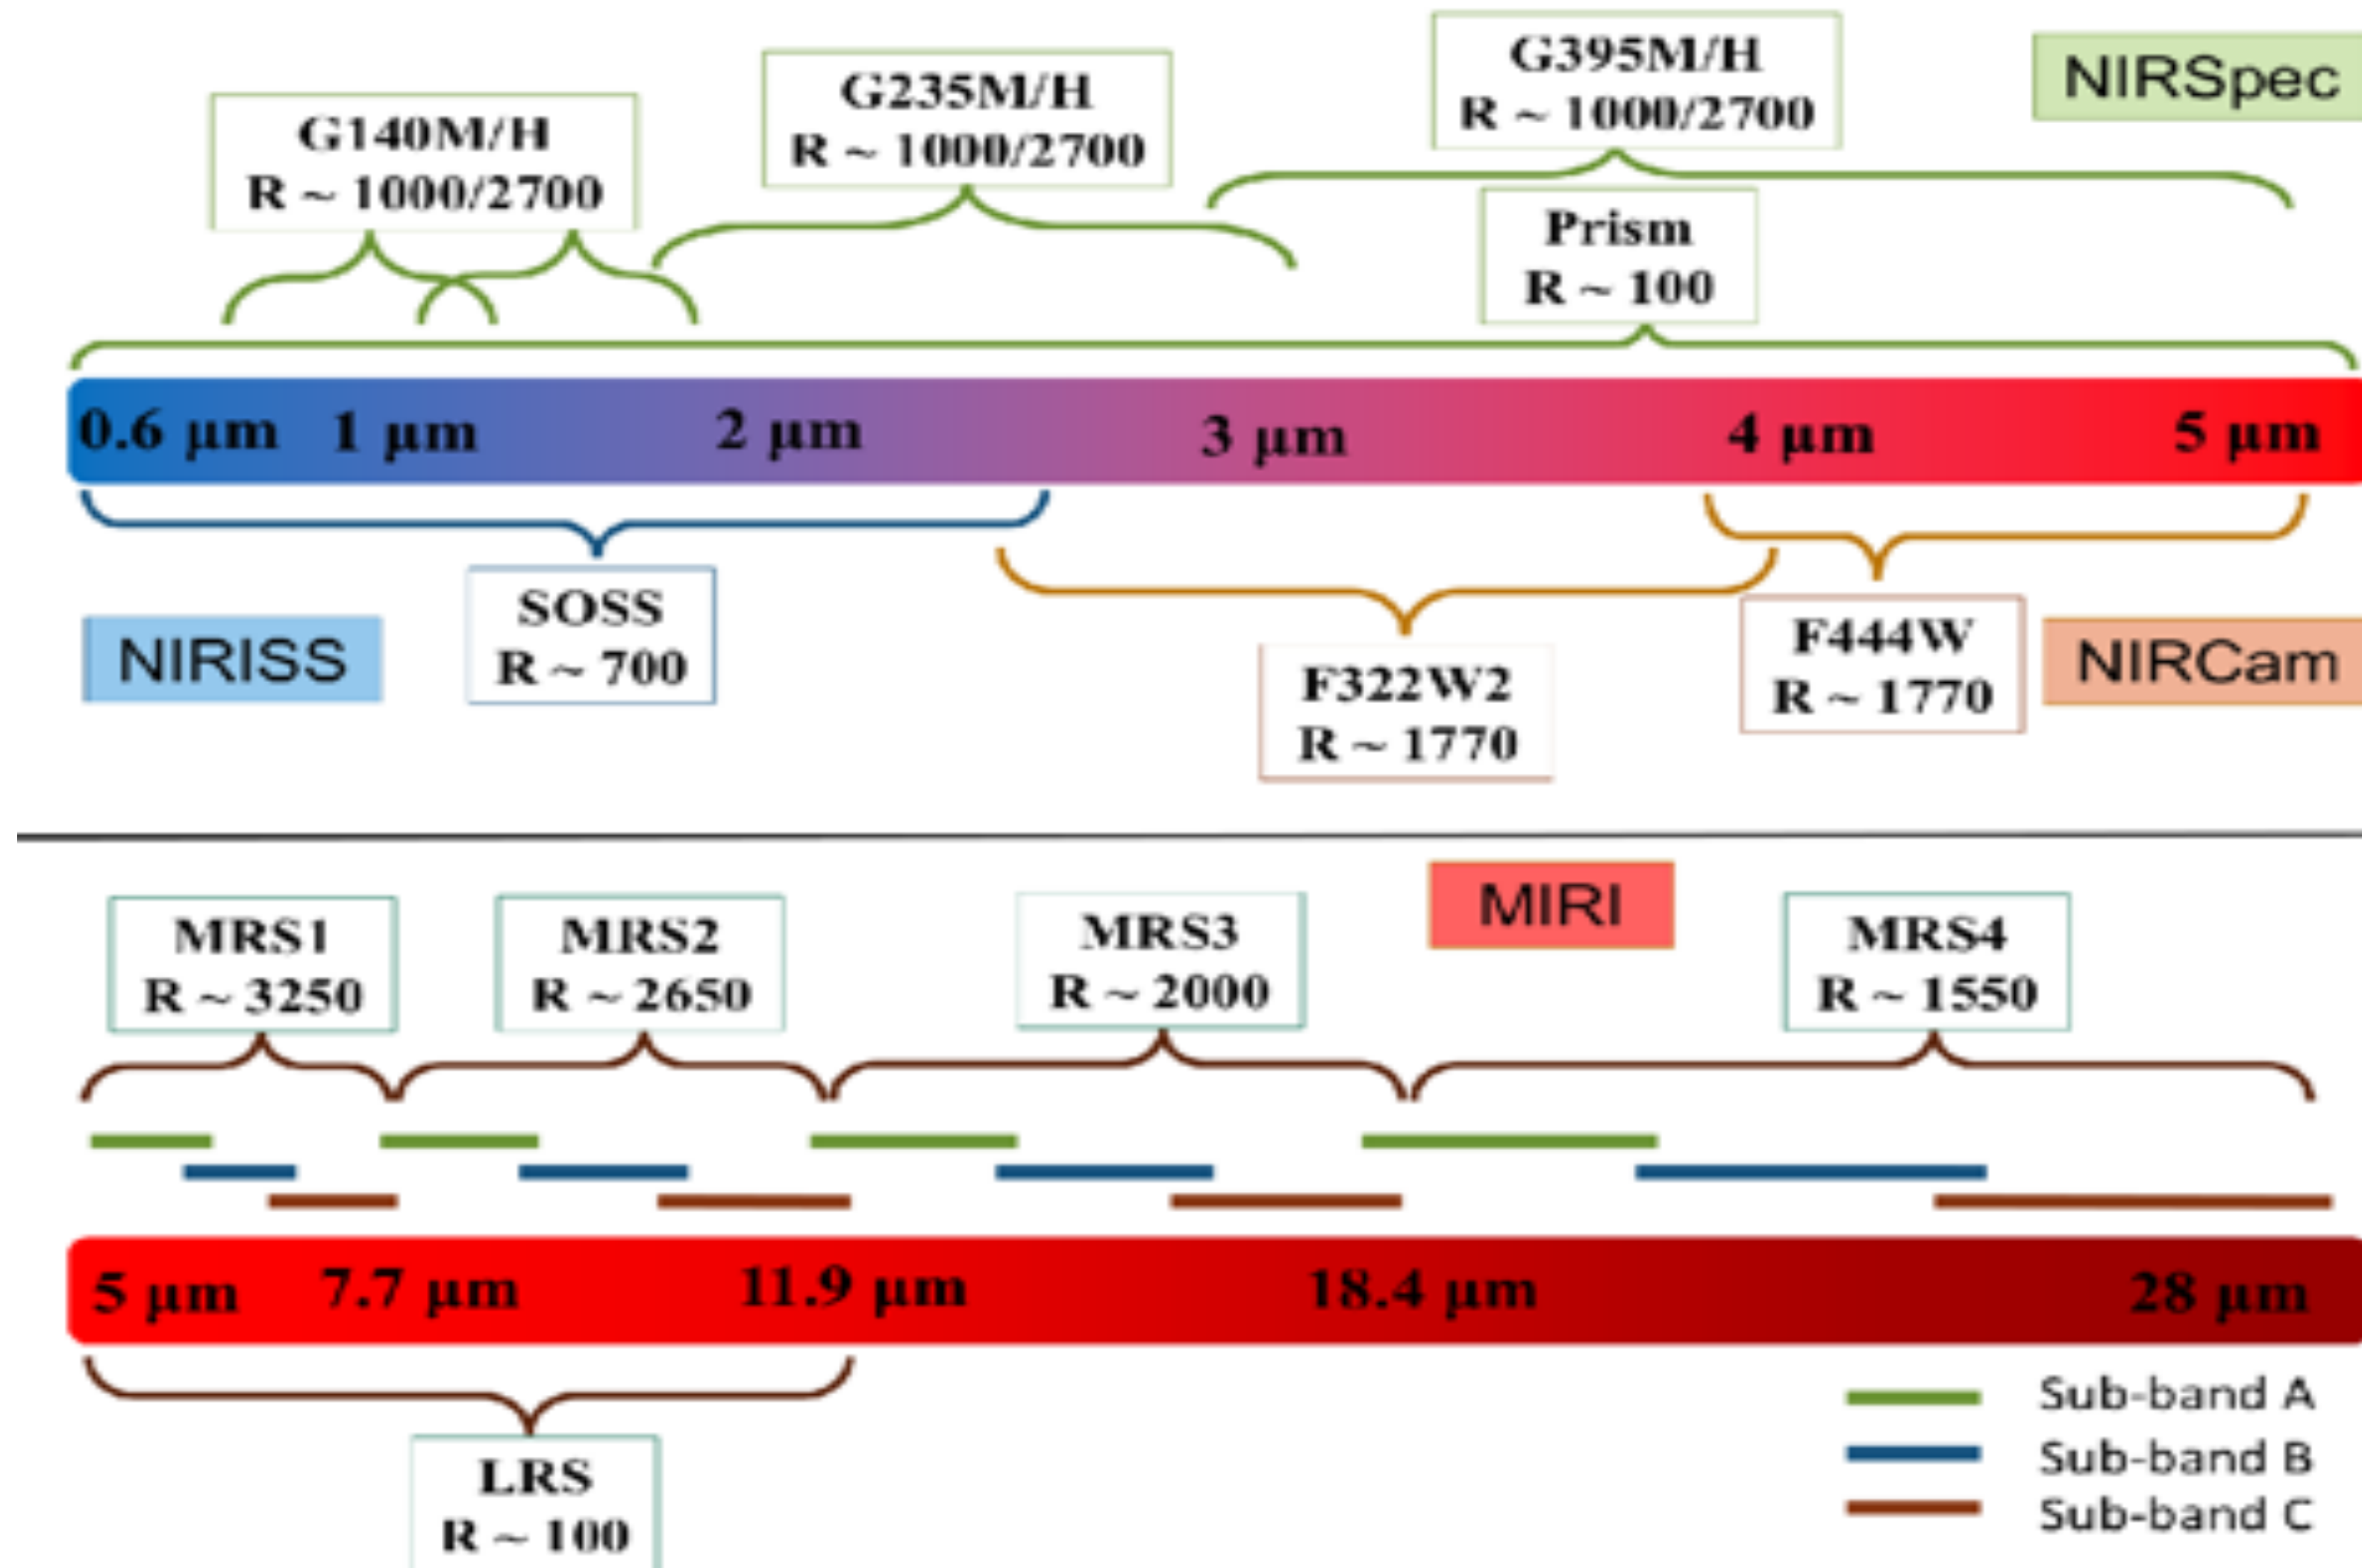 G140M/H
R ~ 1000/2700
G235M/H
R ~ 1000/2700
G395M/H
R ~ 1000/2700
NIRSpec
Prism
R ~ 100
0.6 μm 1 μm 2 μm 3 μm 4 μm 5 μm
NIRISS
SOSS
R ~ 700
F322W2
R ~ 1770
F444W
R ~ 1770
NIRCam
MIRI
MRS1
R ~ 3250
MRS2
R ~ 2650
MRS3
R ~ 2000
MRS4
R ~ 1550
5 μm 7.7 μm 11.9 μm 18.4 μm 28 μm
LRS
R ~ 100
Sub-band A
Sub-band B
Sub-band C